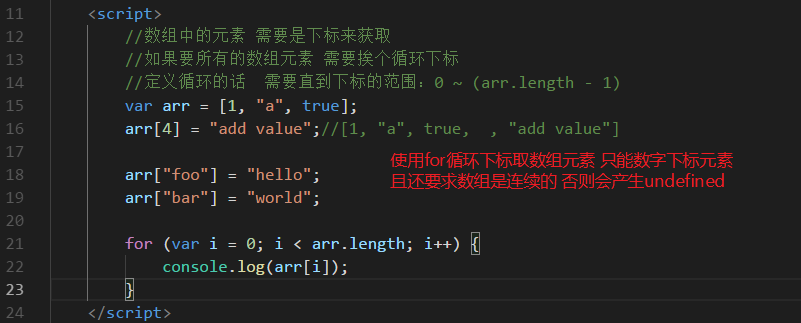 11 <script>
12 //数组中的元素 需要是下标来获取
13 //如果要所有的数组元素 需要挨个循环下标
14 //定义循环的话  需要直到下标的范围：0 ~ (arr.length - 1)
15 var arr = [1, "a", true];
16 arr[4] = "add value";//[1, "a", true,  , "add value"]
17
18 arr["foo"] = "hello";
使用for循环下标取数组元素 只能数字下标元素
19 arr["bar"] = "world";
且还要求数组是连续的 否则会产生undefined
20
21 for (var i = 0; i < arr.length; i++) {
22 console.log(arr[i]);
23 }
24 </script>